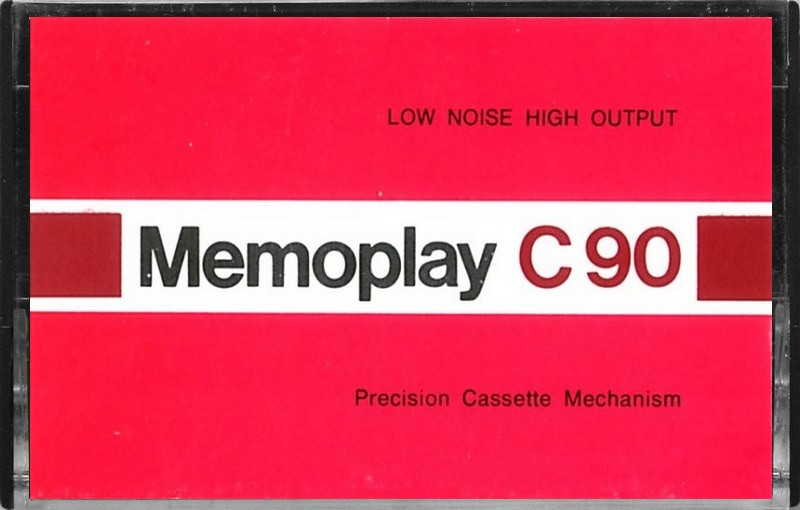 LOW NOISE HIGH OUTPUT
Memoplay C 90
Precision Cassette Mechanism